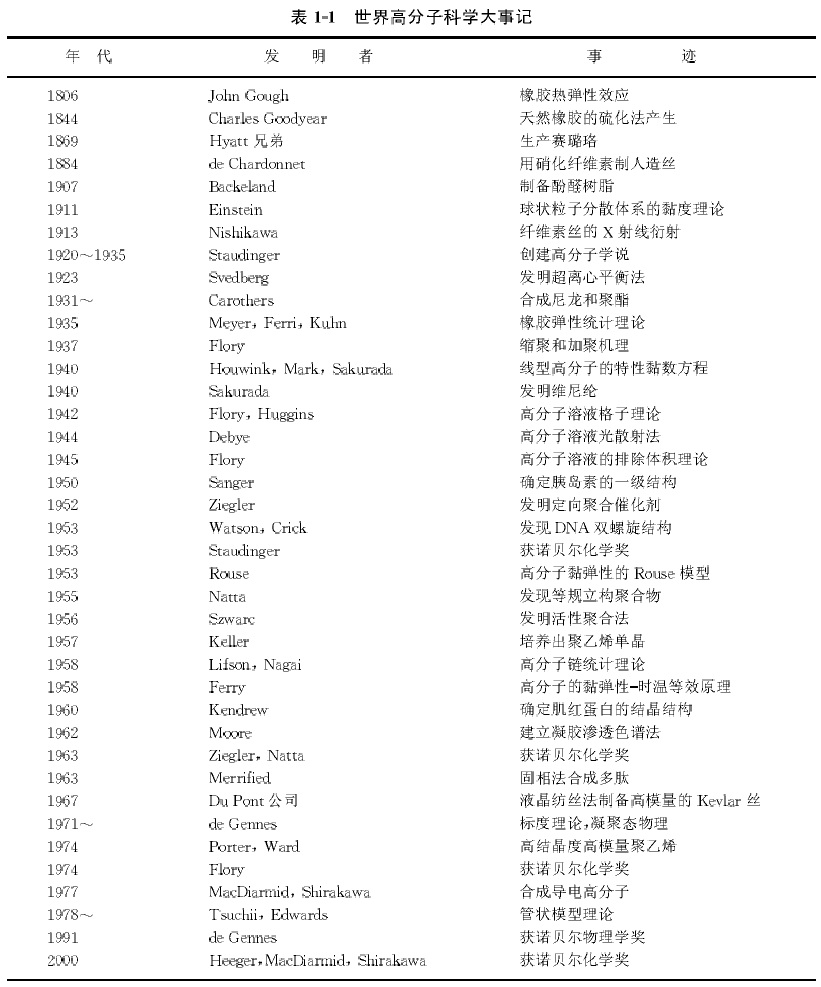 表 1-1 世界高分子科学大事记
年 代 发 明 者 事 迹
1806 John Gough 橡胶热弹性效应
1844 Charles Goodyear 天然橡胶的硫化法产生
1869 Hyatt 兄弟 生产赛璐珞
1884 de Chardonnet 用硝化纤维素制人造丝
1907 Backeland 制备酚醛树脂
1911 Einstein 球状粒子分散体系的黏度理论
1913 Nishikawa 纤维素丝的 X 射线衍射
1920～1935 Staudinger 创建高分子学说
1923 Svedberg 发明超离心平衡法
1931～ Carothers 合成尼龙和聚酯
1935 Meyer，Ferri，Kuhn 橡胶弹性统计理论
1937 Flory 缩聚和加聚机理
1940 Houwink，Mark，Sakurada 线型高分子的特性黏数方程
1940 Sakurada 发明维尼纶
1942 Flory，Huggins 高分子溶液格子理论
1944 Debye 高分子溶液光散射法
1945 Flory 高分子溶液的排除体积理论
1950 Sanger 确定胰岛素的一级结构
1952 Ziegler 发明定向聚合催化剂
1953 Watson，Crick 发现 DNA 双螺旋结构
1953 Staudinger 获诺贝尔化学奖
1953 Rouse 高分子黏弹性的 Rouse 模型
1955 Natta 发现等规立构聚合物
1956 Szwarc 发明活性聚合法
1957 Keller 培养出聚乙烯单晶
1958 Lifson，Nagai 高分子链统计理论
1958 Ferry 高分子的黏弹性-时温等效原理
1960 Kendrew 确定肌红蛋白的结晶结构
1962 Moore 建立凝胶渗透色谱法
1963 Ziegler，Natta 获诺贝尔化学奖
1963 Merrified 固相法合成多肽
1967 Du Pont 公司 液晶纺丝法制备高模量的 Kevlar 丝
1971～ de Gennes 标度理论，凝聚态物理
1974 Porter，Ward 高结晶度高模量聚乙烯
1974 Flory 获诺贝尔化学奖
1977 MacDiarmid，Shirakawa 合成导电高分子
1978～ Tsuchii，Edwards 管状模型理论
1991 de Gennes 获诺贝尔物理学奖
2000 Heeger，MacDiarmid，Shirakawa 获诺贝尔化学奖